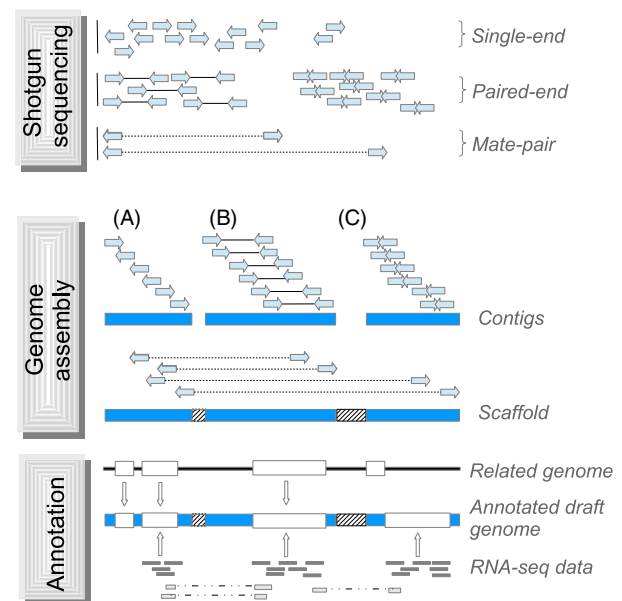 Shotgun
sequencing
Single-end
Paired-end
Mate-pair
(A) (B) (C)
Genome
assembly
Contigs
Scaffold
Annotation
Related genome
Annotated draft
genome
RNA-seq data